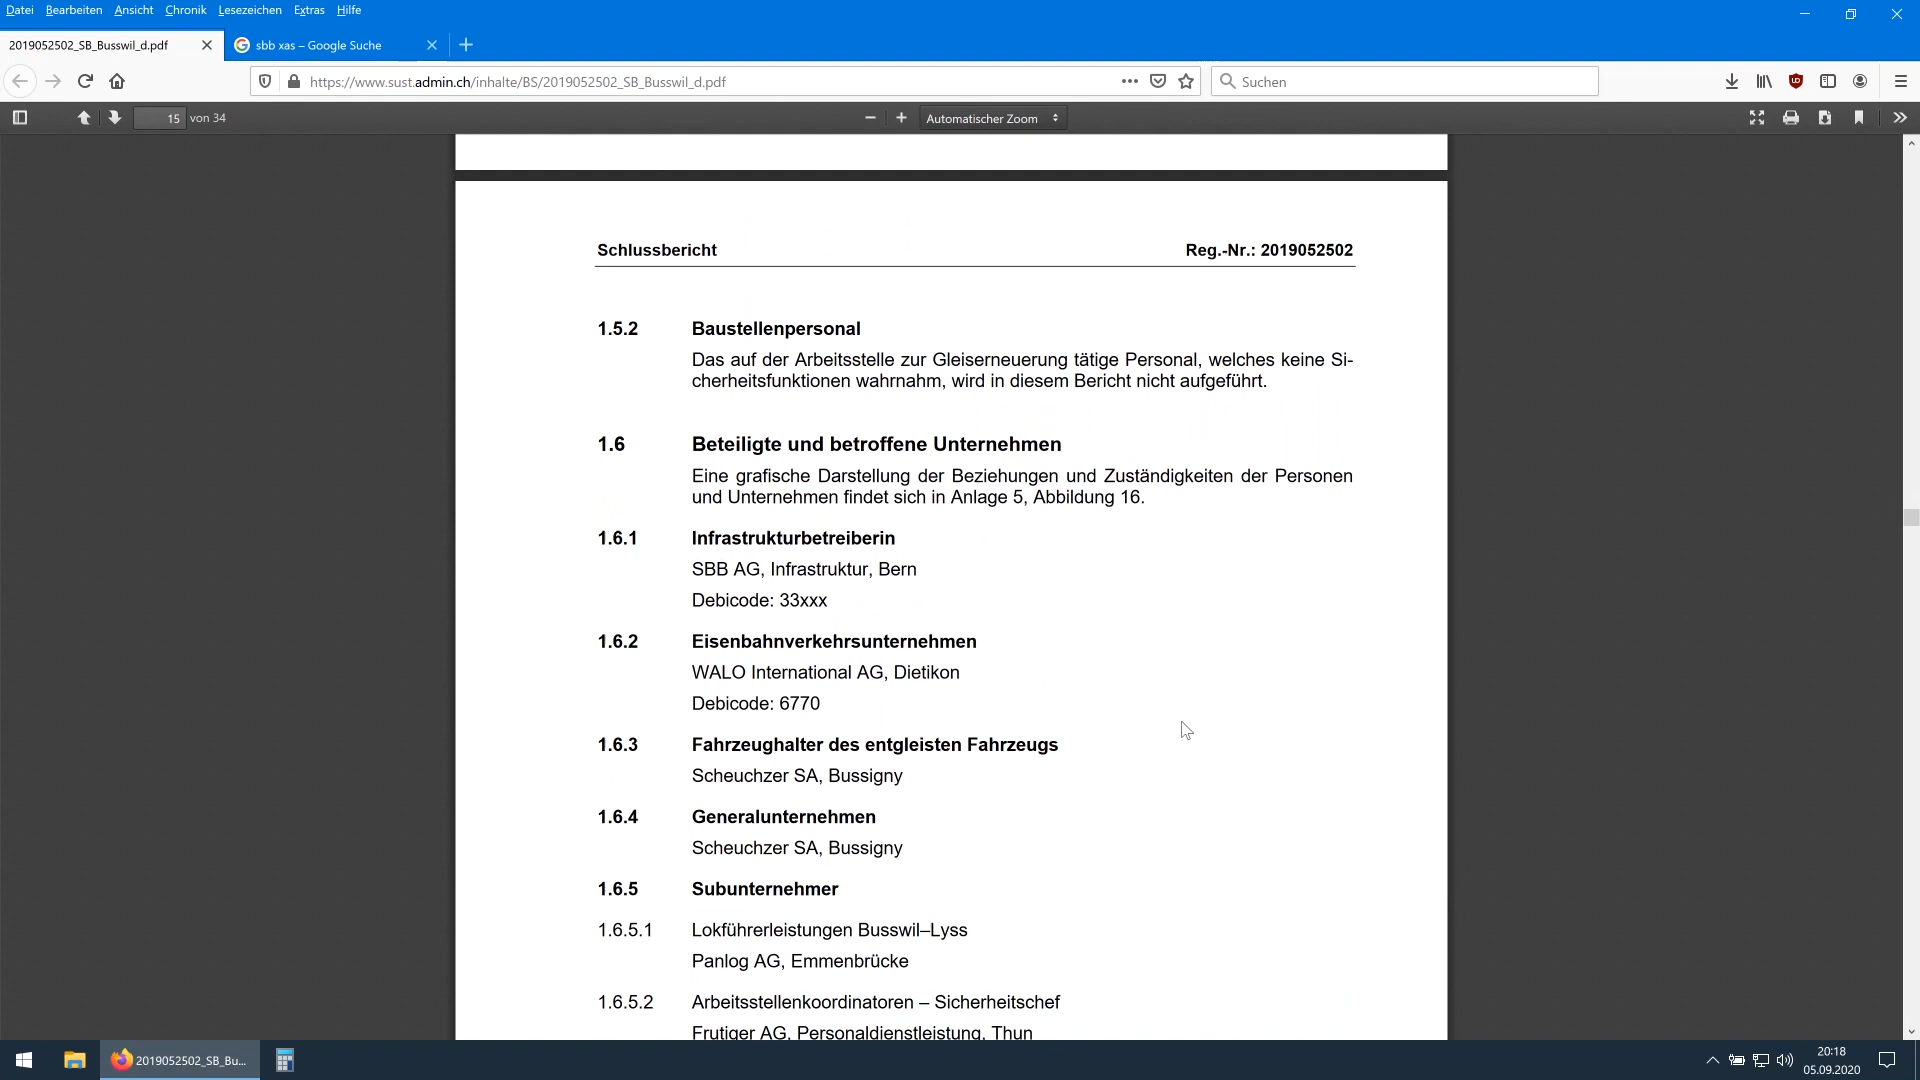 Datei Bearbeiten Ansicht Chronik Lesezeichen Extras Hilfe
2019052502_SB_Busswil_d.pdf
sbb xas – Google Suche
https://www.sust.admin.ch/inhalte/BS/2019052502_SB_Busswil_d.pdf
Suchen
15 von 34
Automatischer Zoom
Schlussbericht Reg.-Nr.: 2019052502
1.5.2 Baustellenpersonal
Das auf der Arbeitsstelle zur Gleiserneuerung tätige Personal, welches keine Si-
cherheitsfunktionen wahrnahm, wird in diesem Bericht nicht aufgeführt.
1.6 Beteiligte und betroffene Unternehmen
Eine grafische Darstellung der Beziehungen und Zuständigkeiten der Personen
und Unternehmen findet sich in Anlage 5, Abbildung 16.
1.6.1 Infrastrukturbetreiberin
SBB AG, Infrastruktur, Bern
Debicode: 33xxx
1.6.2 Eisenbahnverkehrsunternehmen
WALO International AG, Dietikon
Debicode: 6770
1.6.3 Fahrzeughalter des entgleisten Fahrzeugs
Scheuchzer SA, Bussigny
1.6.4 Generalunternehmen
Scheuchzer SA, Bussigny
1.6.5 Subunternehmer
1.6.5.1 Lokführerleistungen Busswil–Lyss
Panlog AG, Emmenbrücke
1.6.5.2 Arbeitsstellenkoordinatoren – Sicherheitschef
Frutiger AG, Personaldienstleistung, Thun
2019052502_SB_Bu...
20:18
05.09.2020